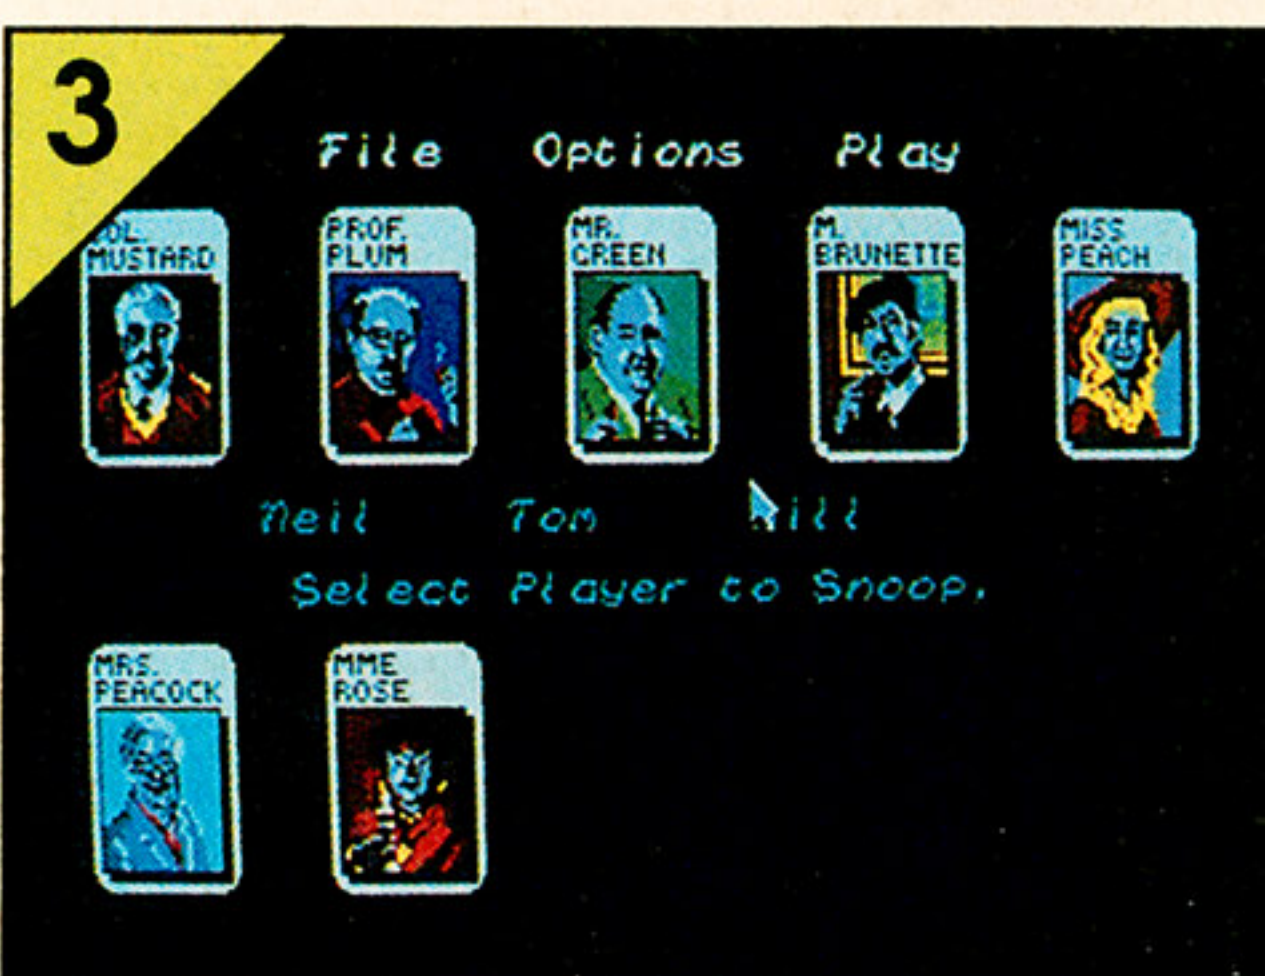 3
File Options Play
MUSTARD
PROF.
PLUM
MR.
GREEN
M.
BRUNETTE
MISS
PEACH
Neil Tom
Select Player to Snoop.
MRS.
PEACOCK
MME
ROSE